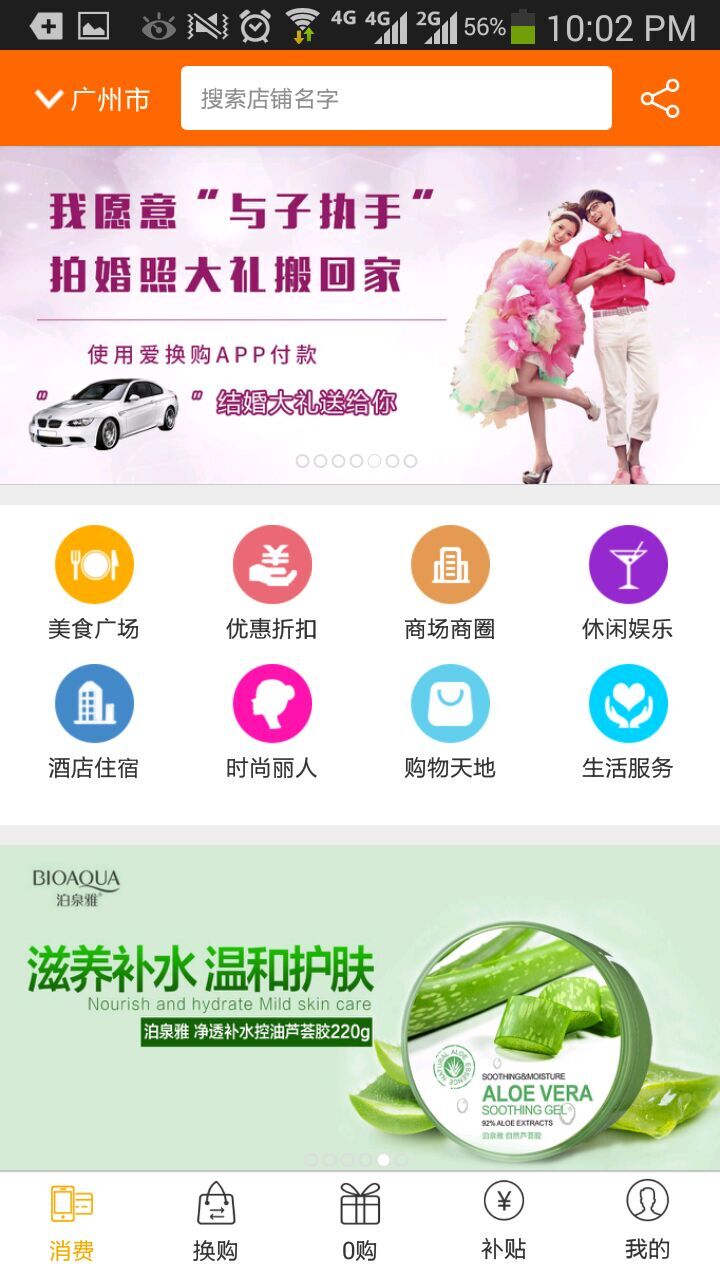 4G 4G 2G 56% 10:02 PM
广州市 搜索店铺名字
我愿意“与子执手”
拍婚照大礼搬回家
使用爱换购APP付款
“ ” 结婚大礼送给你
美食广场 优惠折扣 商场商圈 休闲娱乐
酒店住宿 时尚丽人 购物天地 生活服务
BIOAQUA
泊泉雅
滋养补水 温和护肤
Nourish and hydrate Mild skin care
泊泉雅 净透补水控油芦荟胶220g
NATURAL ALOE ESSENCE
SOOTHING&MOISTURE
ALOE VERA
SOOTHING GEL
92% ALOE EXTRACTS
泊泉雅 自然芦荟胶
消费 换购 0购 补贴 我的